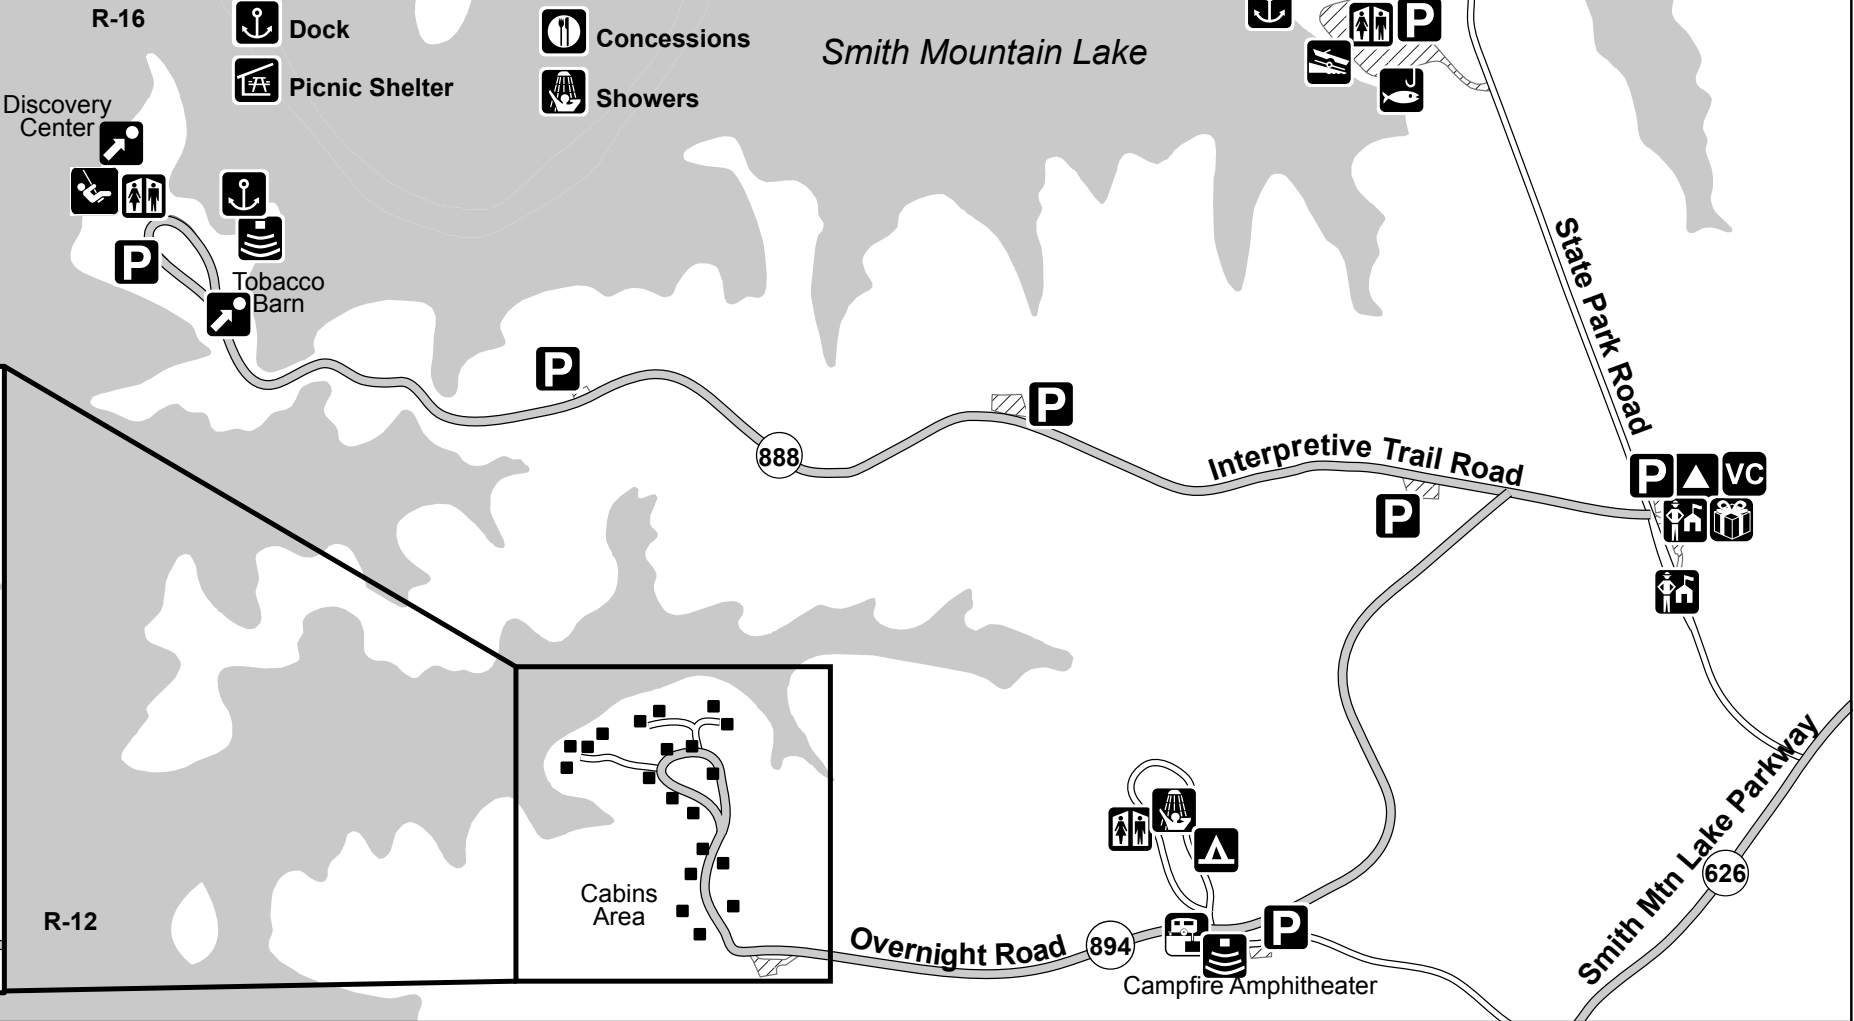 R-16
Dock
Picnic Shelter
Concessions
Showers
Smith Mountain Lake
P
Discovery
Center
P
Tobacco
Barn
P
888
P
Interpretive Trail Road
P
State Park Road
P
VC
Smith Mtn Lake Parkway
626
Cabins
Area
R-12
Overnight Road
894
P
Campfire Amphitheater